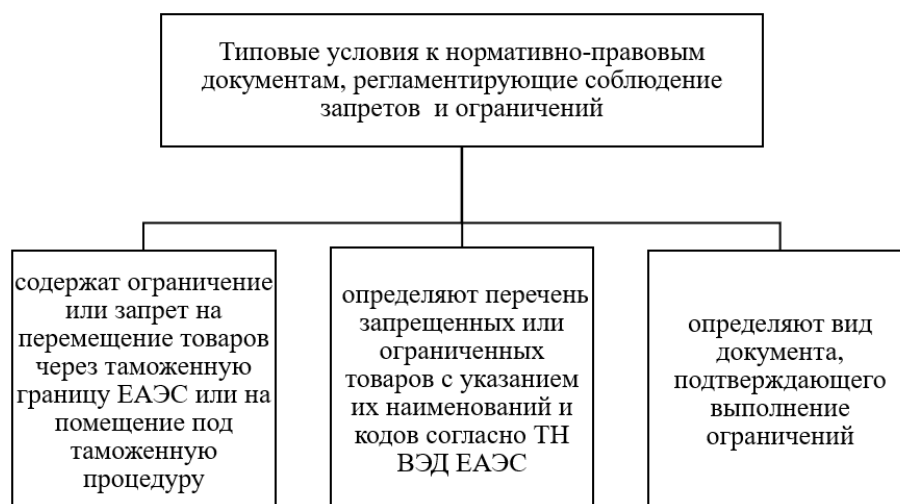 Типовые условия к нормативно-правовым
документам, регламентирующие соблюдение
запретов и ограничений
содержат ограничение
или запрет на
перемещение товаров
через таможенную
границу ЕАЭС или на
помещение под
таможенную
процедуру
определяют перечень
запрещенных или
ограниченных
товаров с указанием
их наименований и
кодов согласно ТН
ВЭД ЕАЭС
определяют вид
документа,
подтверждающего
выполнение
ограничений